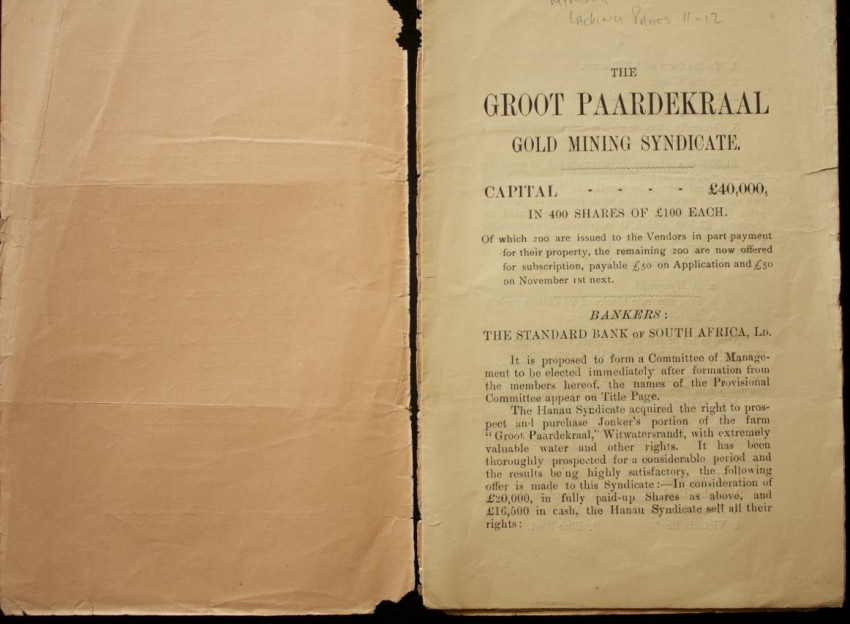 Lacking Pages 11-12
THE
GROOT PAARDEKRAAL
GOLD MINING SYNDICATE.
CAPITAL - - - - £40,000,
IN 400 SHARES OF £100 EACH.
Of which 200 are issued to the Vendors in part payment
for their property, the remaining 200 are now offered
for subscription, payable £50 on Application and £50
on November 1st next.
BANKERS:
THE STANDARD BANK OF SOUTH AFRICA, LD.
It is proposed to form a Committee of Manage-
ment to be elected immediately after formation from
the members hereof, the names of the Provisional
Committee appear on Title Page.
The Hanau Syndicate acquired the right to pros-
pect and purchase Jonker's portion of the farm
"Groot Paardekraal," Witwatersrandt, with extremely
valuable water and other rights. It has been
thoroughly prospected for a considerable period and
the results be ng highly satisfactory, the following
offer is made to this Syndicate:—In consideration of
£20,000, in fully paid-up Shares as above, and
£16,500 in cash, the Hanau Syndicate sell all their
rights: